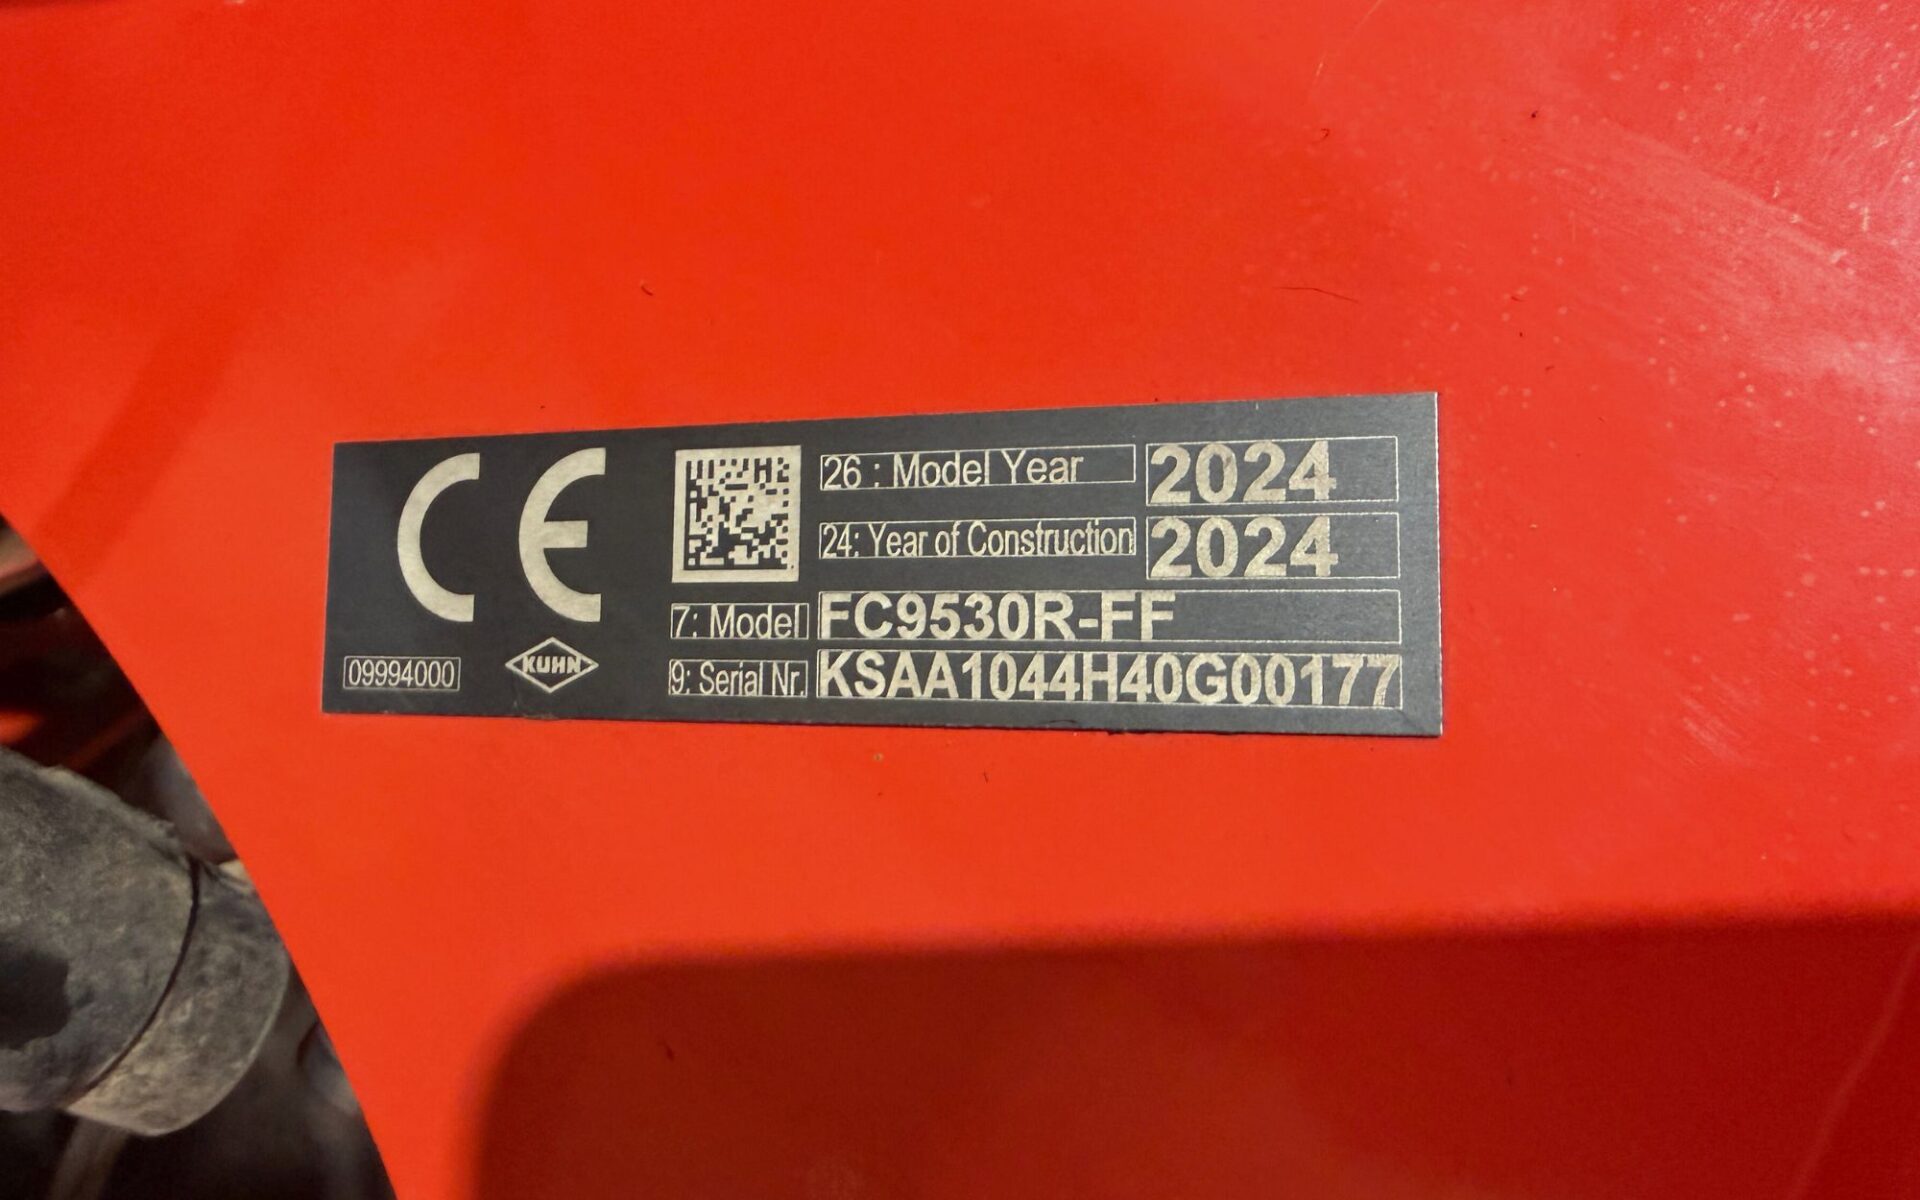 CE
26 : Model Year 2024
24: Year of Construction 2024
7: Model FC9530R-FF
9: Serial Nr. KSAA1044H40G00177
09994000
KUHN